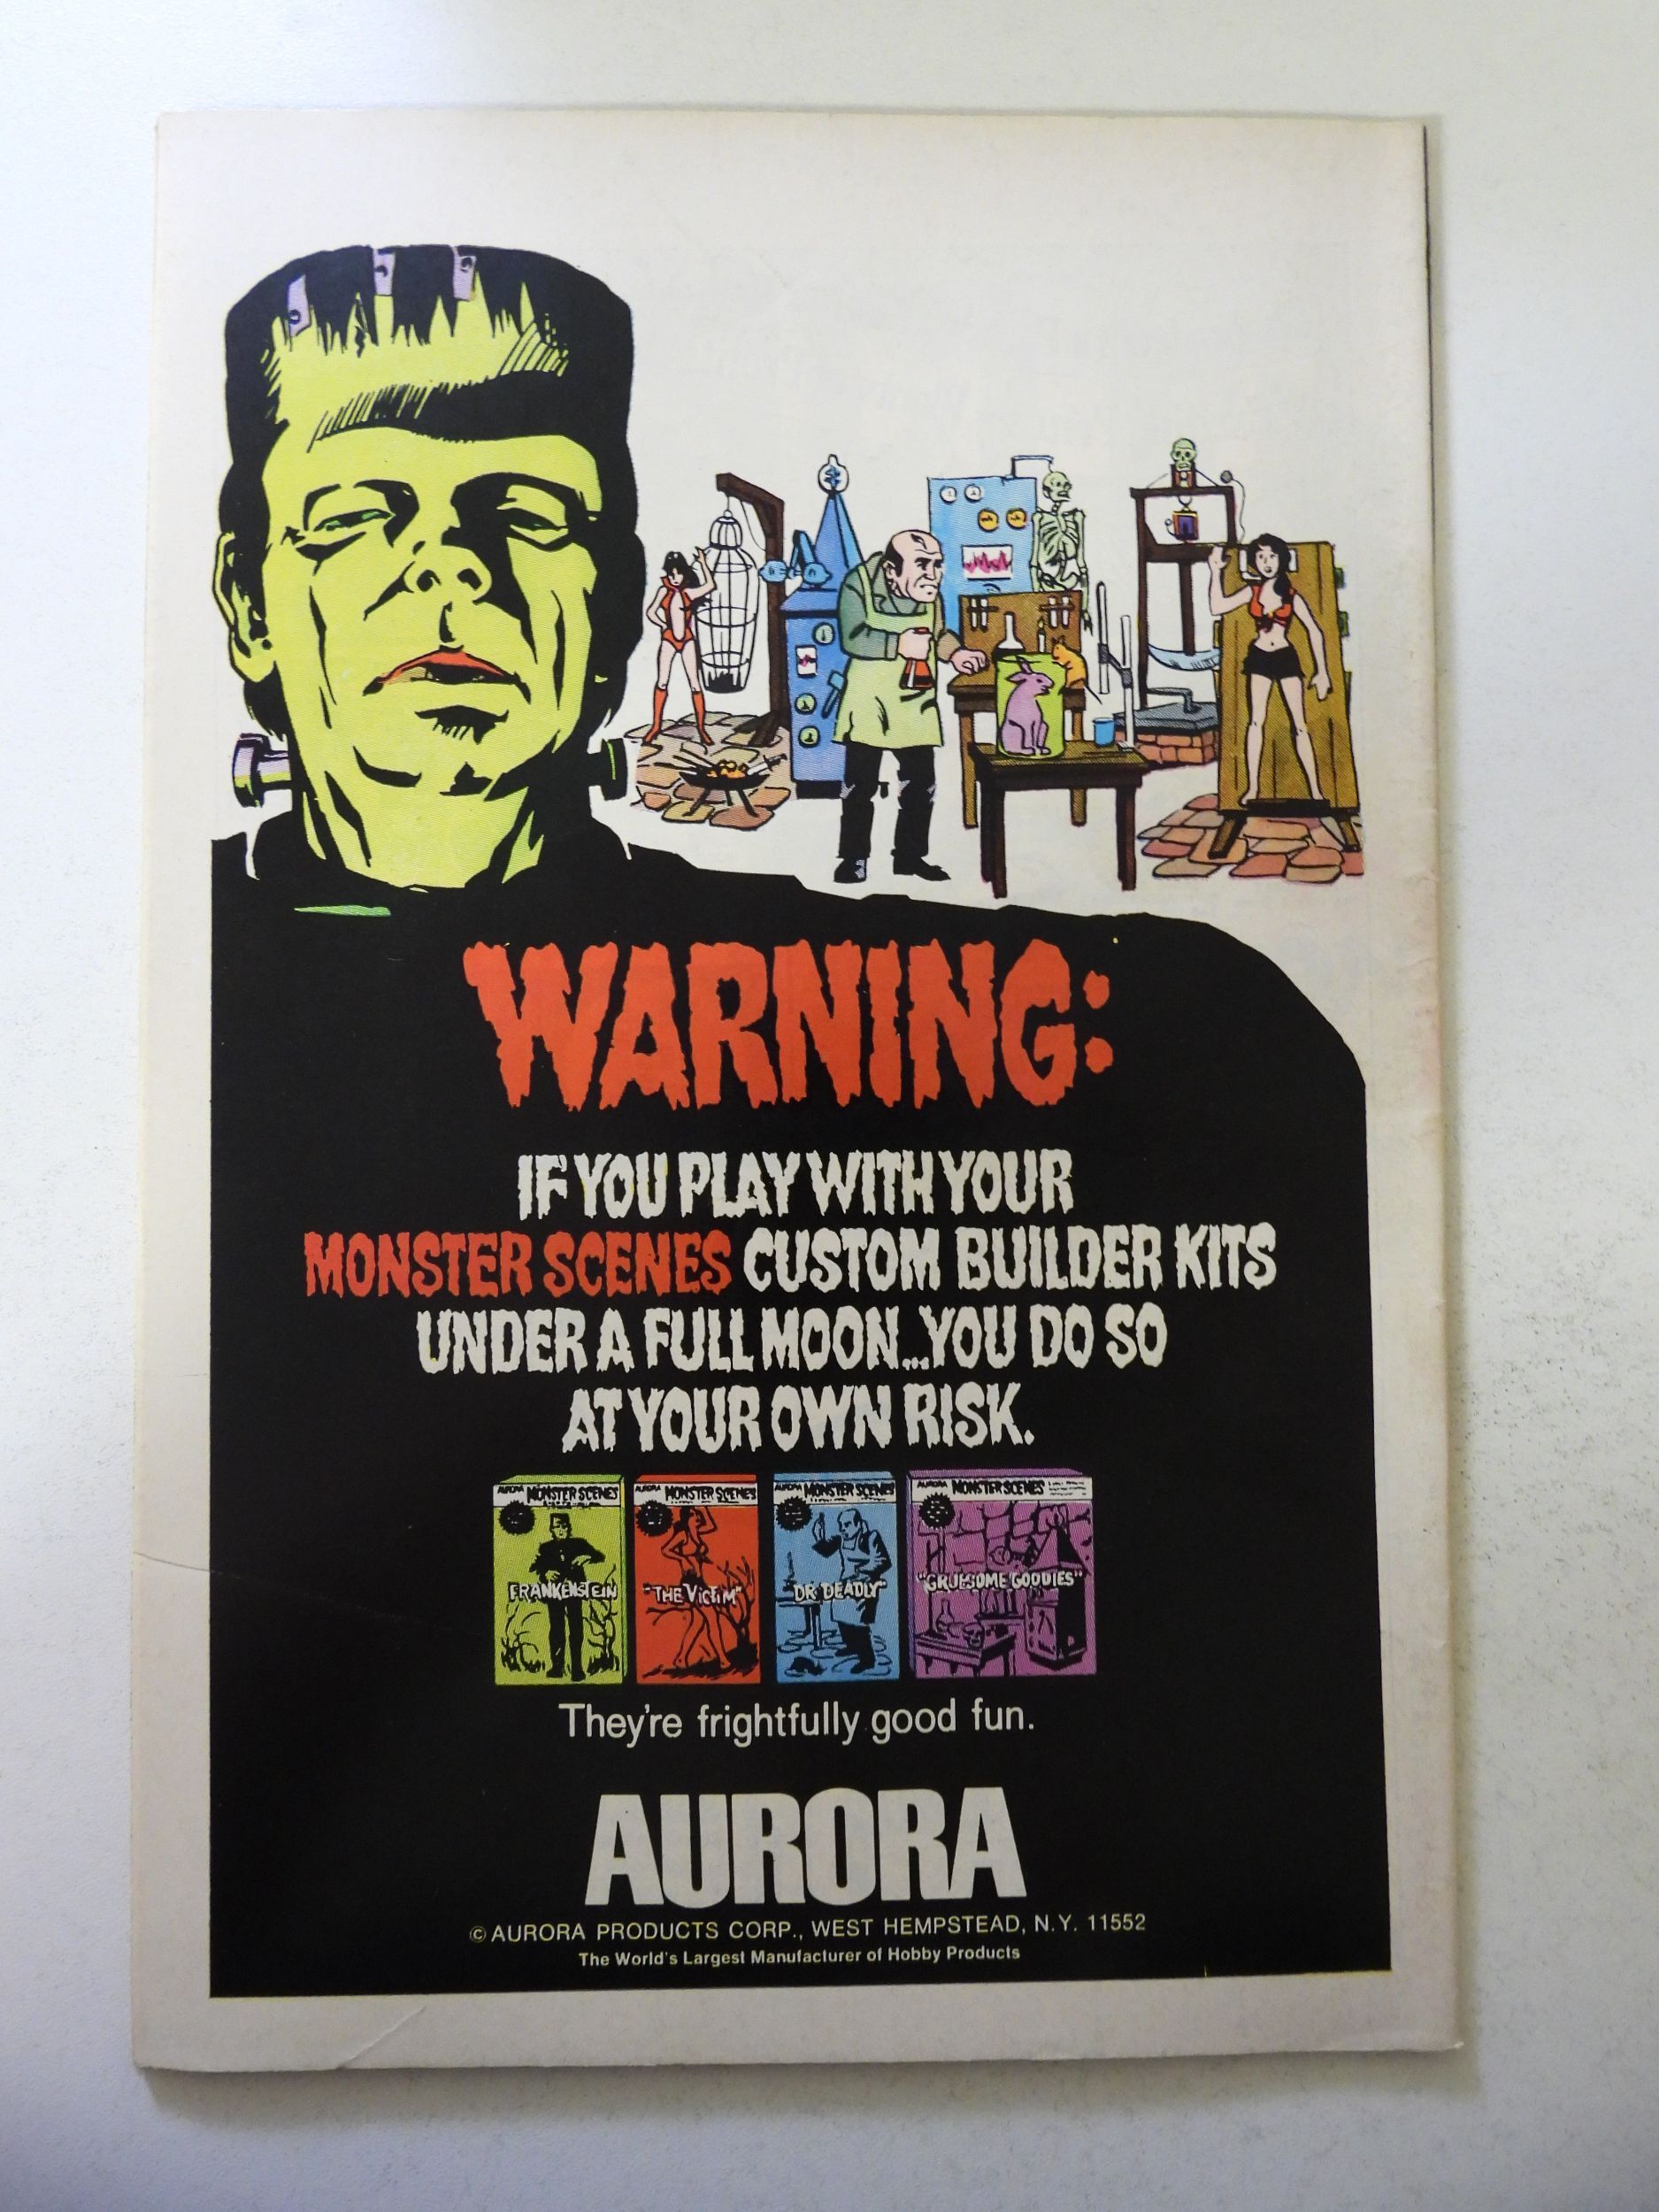 WARNING:
IF YOU PLAY WITH YOUR
MONSTER SCENES CUSTOM BUILDER KITS
UNDER A FULL MOON...YOU DO SO
AT YOUR OWN RISK.
AURORA MONSTER SCENES
AURORA MONSTER SCENES
AURORA MONSTER SCENES
AURORA MONSTER SCENES
FRANKENSTEIN
"THE VICTIM"
"DR DEADLY"
"GRUESOME GOODIES"
They're frightfully good fun.
AURORA
© AURORA PRODUCTS CORP., WEST HEMPSTEAD, N.Y. 11552
The World's Largest Manufacturer of Hobby Products